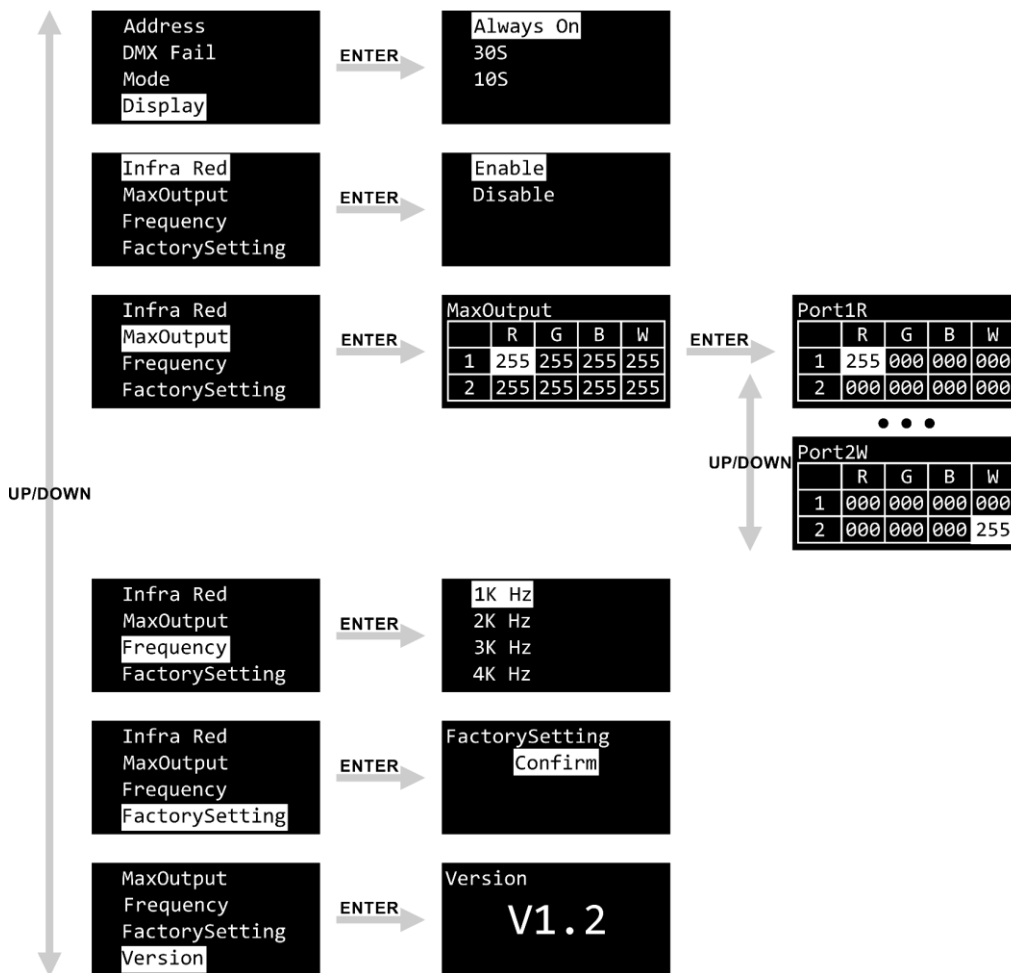 Address
DMX Fail
Mode
Display
ENTER
Always On
30S
10S
Infra Red
MaxOutput
Frequency
FactorySetting
ENTER
Enable
Disable
Infra Red
MaxOutput
Frequency
FactorySetting
ENTER
MaxOutput
R G B W
1 255 255 255 255
2 255 255 255 255
ENTER
Port1R
R G B W
1 255 000 000 000
2 000 000 000 000
UP/DOWN
Port2W
R G B W
1 000 000 000 000
2 000 000 000 255
UP/DOWN
Infra Red
MaxOutput
Frequency
FactorySetting
ENTER
1K Hz
2K Hz
3K Hz
4K Hz
Infra Red
MaxOutput
Frequency
FactorySetting
ENTER
FactorySetting
Confirm
MaxOutput
Frequency
FactorySetting
Version
ENTER
Version
V1.2